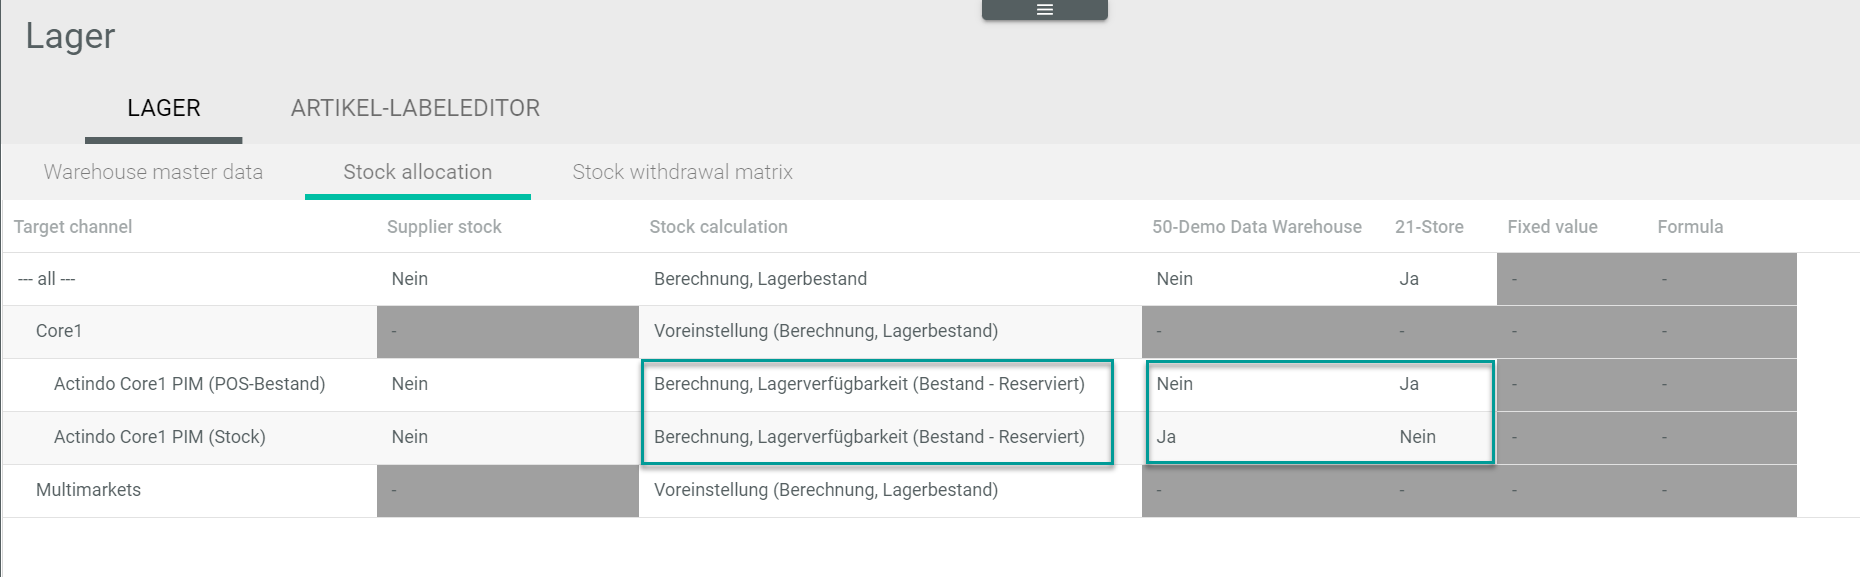 Lager
LAGER ARTIKEL-LABELEDITOR
Warehouse master data Stock allocation Stock withdrawal matrix
Target channel Supplier stock Stock calculation 50-Demo Data Warehouse 21-Store Fixed value Formula
--- all --- Nein Berechnung, Lagerbestand Nein Ja - -
Core1 - Voreinstellung (Berechnung, Lagerbestand) - - - -
Actindo Core1 PIM (POS-Bestand) Nein Berechnung, Lagerverfügbarkeit (Bestand - Reserviert) Nein Ja - -
Actindo Core1 PIM (Stock) Nein Berechnung, Lagerverfügbarkeit (Bestand - Reserviert) Ja Nein - -
Multimarkets - Voreinstellung (Berechnung, Lagerbestand) - - - -